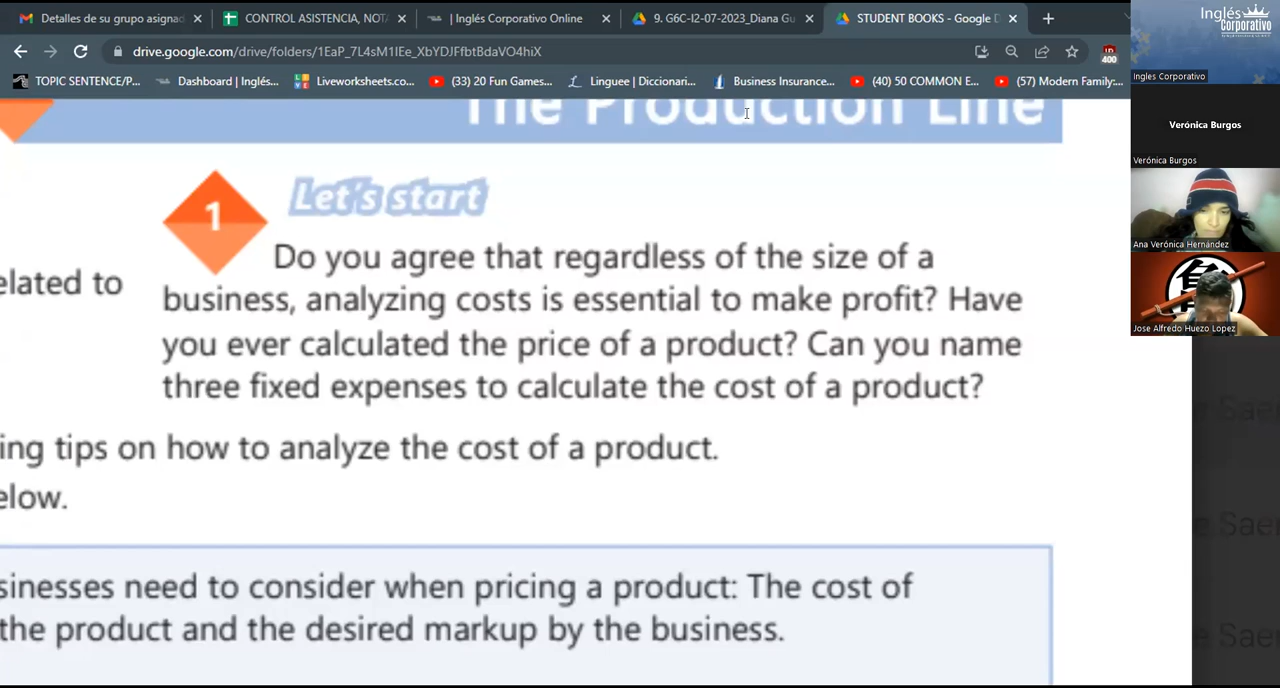 Detalles de su grupo asignad
CONTROL ASISTENCIA, NOTA
| Inglés Corporativo Online
9. G6C-I2-07-2023_Diana Gu
STUDENT BOOKS - Google D
drive.google.com/drive/folders/1EaP_7L4sM1IEe_XbYDJFfbtBdaVO4hiX
400
TOPIC SENTENCE/P...
Dashboard | Inglés...
Liveworksheets.co...
(33) 20 Fun Games...
Linguee | Diccionari...
Business Insurance...
(40) 50 COMMON E...
(57) Modern Family:...
The Production Line
1
Let's start
Do you agree that regardless of the size of a
business, analyzing costs is essential to make profit? Have
you ever calculated the price of a product? Can you name
three fixed expenses to calculate the cost of a product?
elated to
ing tips on how to analyze the cost of a product.
elow.
sinesses need to consider when pricing a product: The cost of
the product and the desired markup by the business.
Inglés
Corporativo
Ingles Corporativo
Verónica Burgos
Verónica Burgos
Ana Verónica Hernández
Jose Alfredo Huezo Lopez